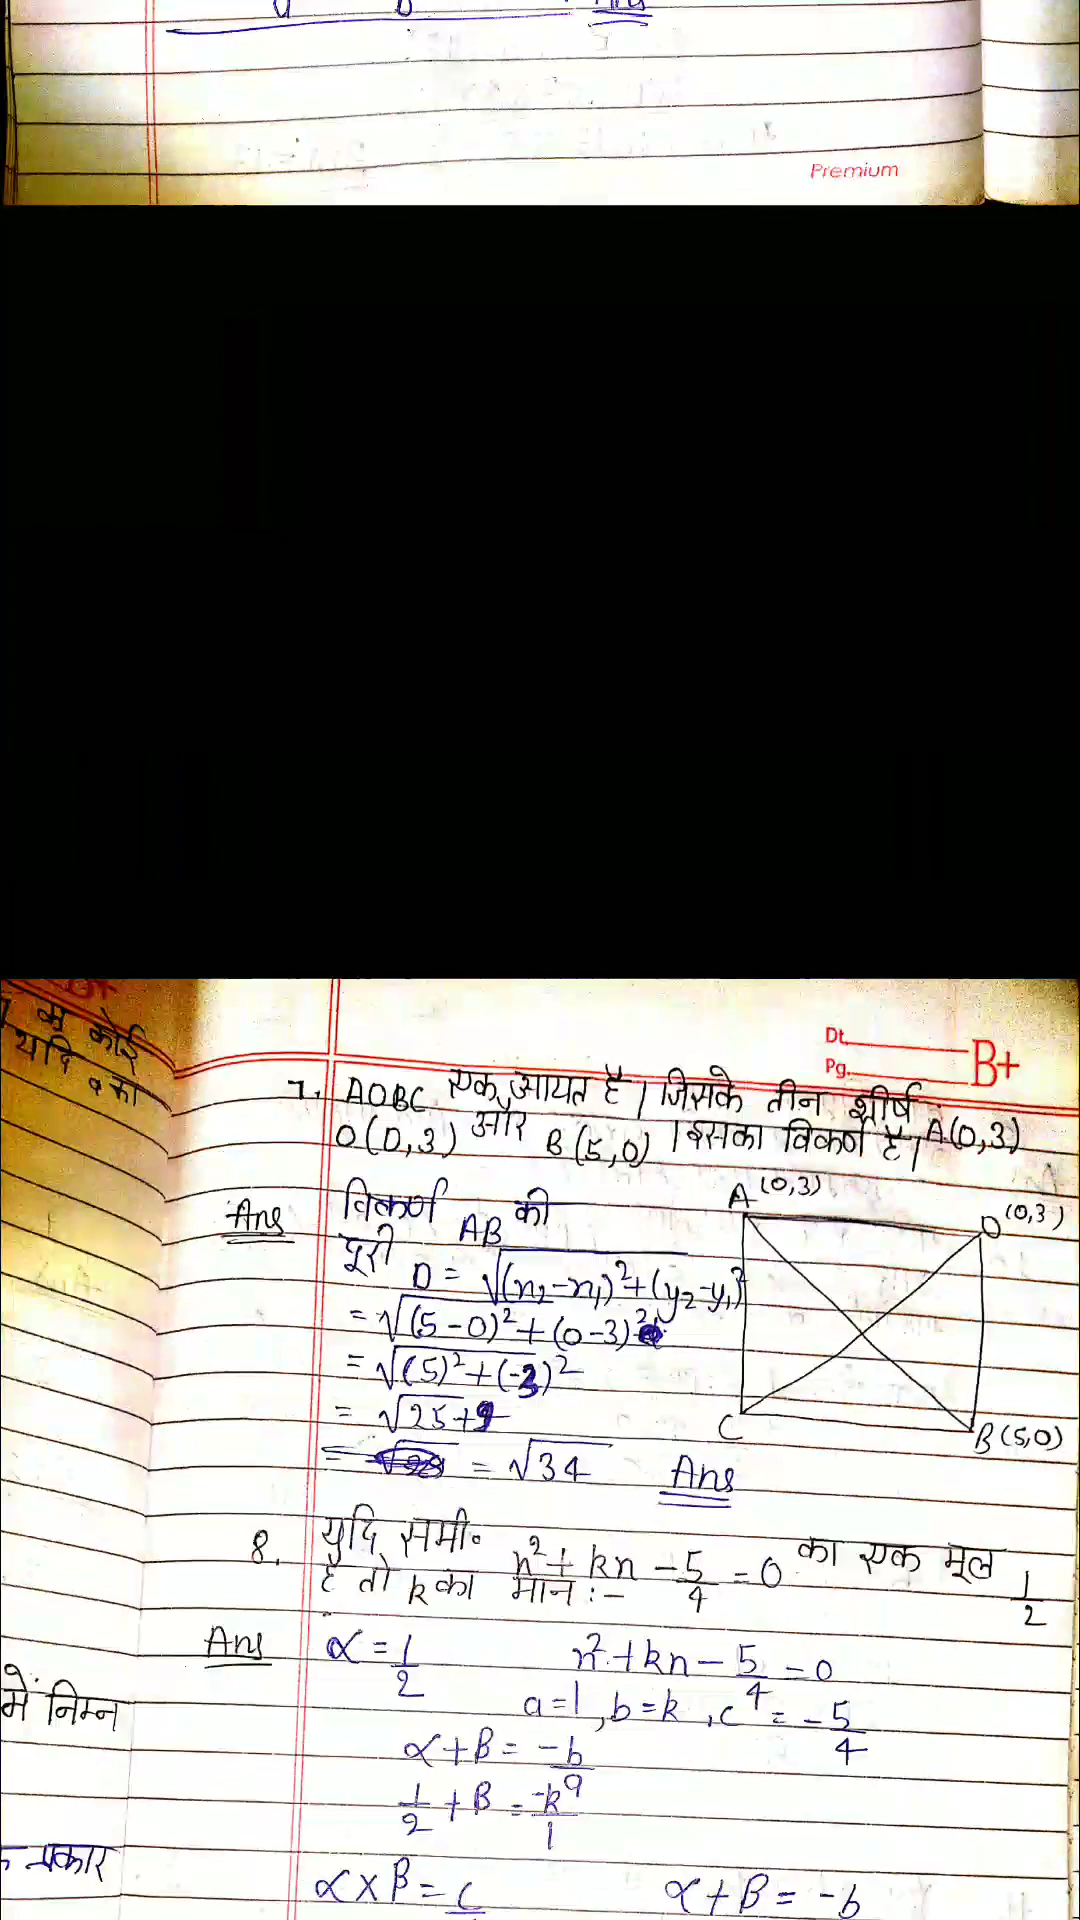 Premium
Dt.
Pg.
B+
7. AOBC एक आयत है। जिसके तीन शीर्ष A(0,3)
O(0,3) और B(5,0) । इसका विकर्ण है।
Ans विकर्ण AB की
दूरी D = √(x₂-x₁)²+(y₂-y₁)²
= √(5-0)²+(0-3)²
= √(5)²+(-3)²
= √25+9
= √34 Ans
A (0,3)
O (0,3)
C
B (5,0)
8. यदि समी० x²+kx-5/4=0 का एक मूल 1/2
है तो k का मान :-
Ans α=1/2 x²+kx-5/4=0
a=1, b=k, c=-5/4
α+β=-b/a
1/2+β=-k/1
α×β=c α+β=-b
कोई
यदि a का
में निम्न
प्रकार